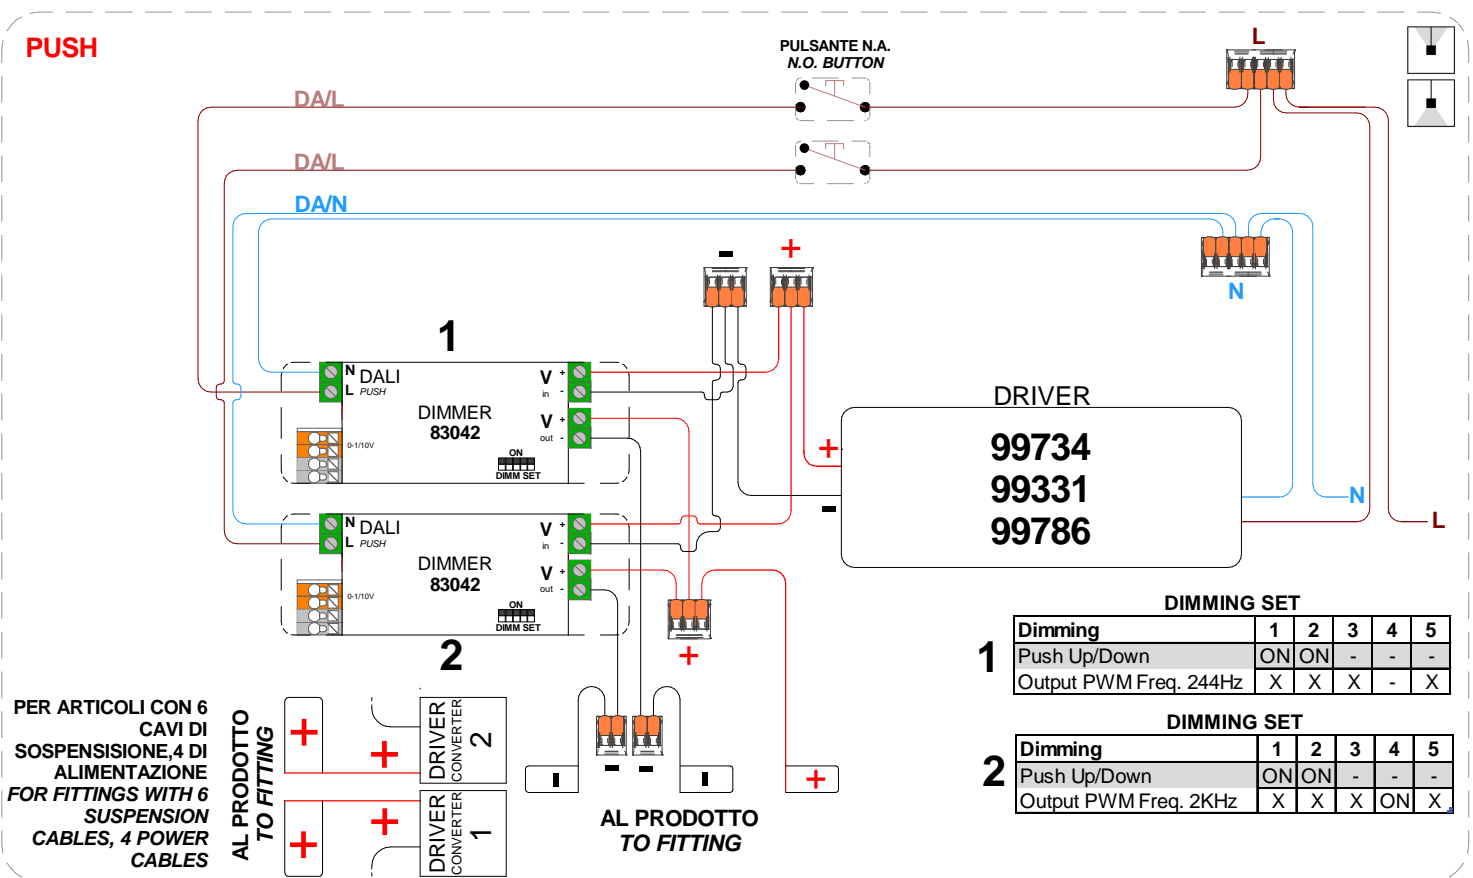 PUSH
PULSANTE N.A.
N.O. BUTTON
L
DA/L
DA/L
DA/N
-
+
N
1
N DALI
L PUSH
V +
in -
DIMMER
83042
V +
out -
0-1/10V
ON
DIMM SET
DRIVER
99734
99331
99786
+
-
N
L
N DALI
L PUSH
V +
in -
DIMMER
83042
V +
out -
0-1/10V
ON
DIMM SET
2
+
DIMMING SET
1
Dimming 1 2 3 4 5
Push Up/Down ON ON - - -
Output PWM Freq. 244Hz X X X - X
DIMMING SET
2
Dimming 1 2 3 4 5
Push Up/Down ON ON - - -
Output PWM Freq. 2KHz X X X ON X
PER ARTICOLI CON 6
CAVI DI
SOSPENSISIONE,4 DI
ALIMENTAZIONE
FOR FITTINGS WITH 6
SUSPENSION
CABLES, 4 POWER
CABLES
AL PRODOTTO
TO FITTING
+
+
DRIVER
CONVERTER
2
+
+
DRIVER
CONVERTER
1
-
-
-
-
+
AL PRODOTTO
TO FITTING